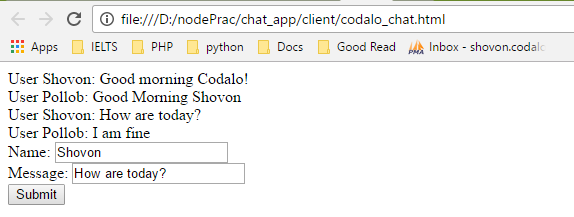 file:///D:/nodePrac/chat_app/client/codalo_chat.html
Apps IELTS PHP python Docs Good Read Inbox - shovon.codalo
User Shovon: Good morning Codalo!
User Pollob: Good Morning Shovon
User Shovon: How are today?
User Pollob: I am fine
Name: Shovon
Message: How are today?
Submit